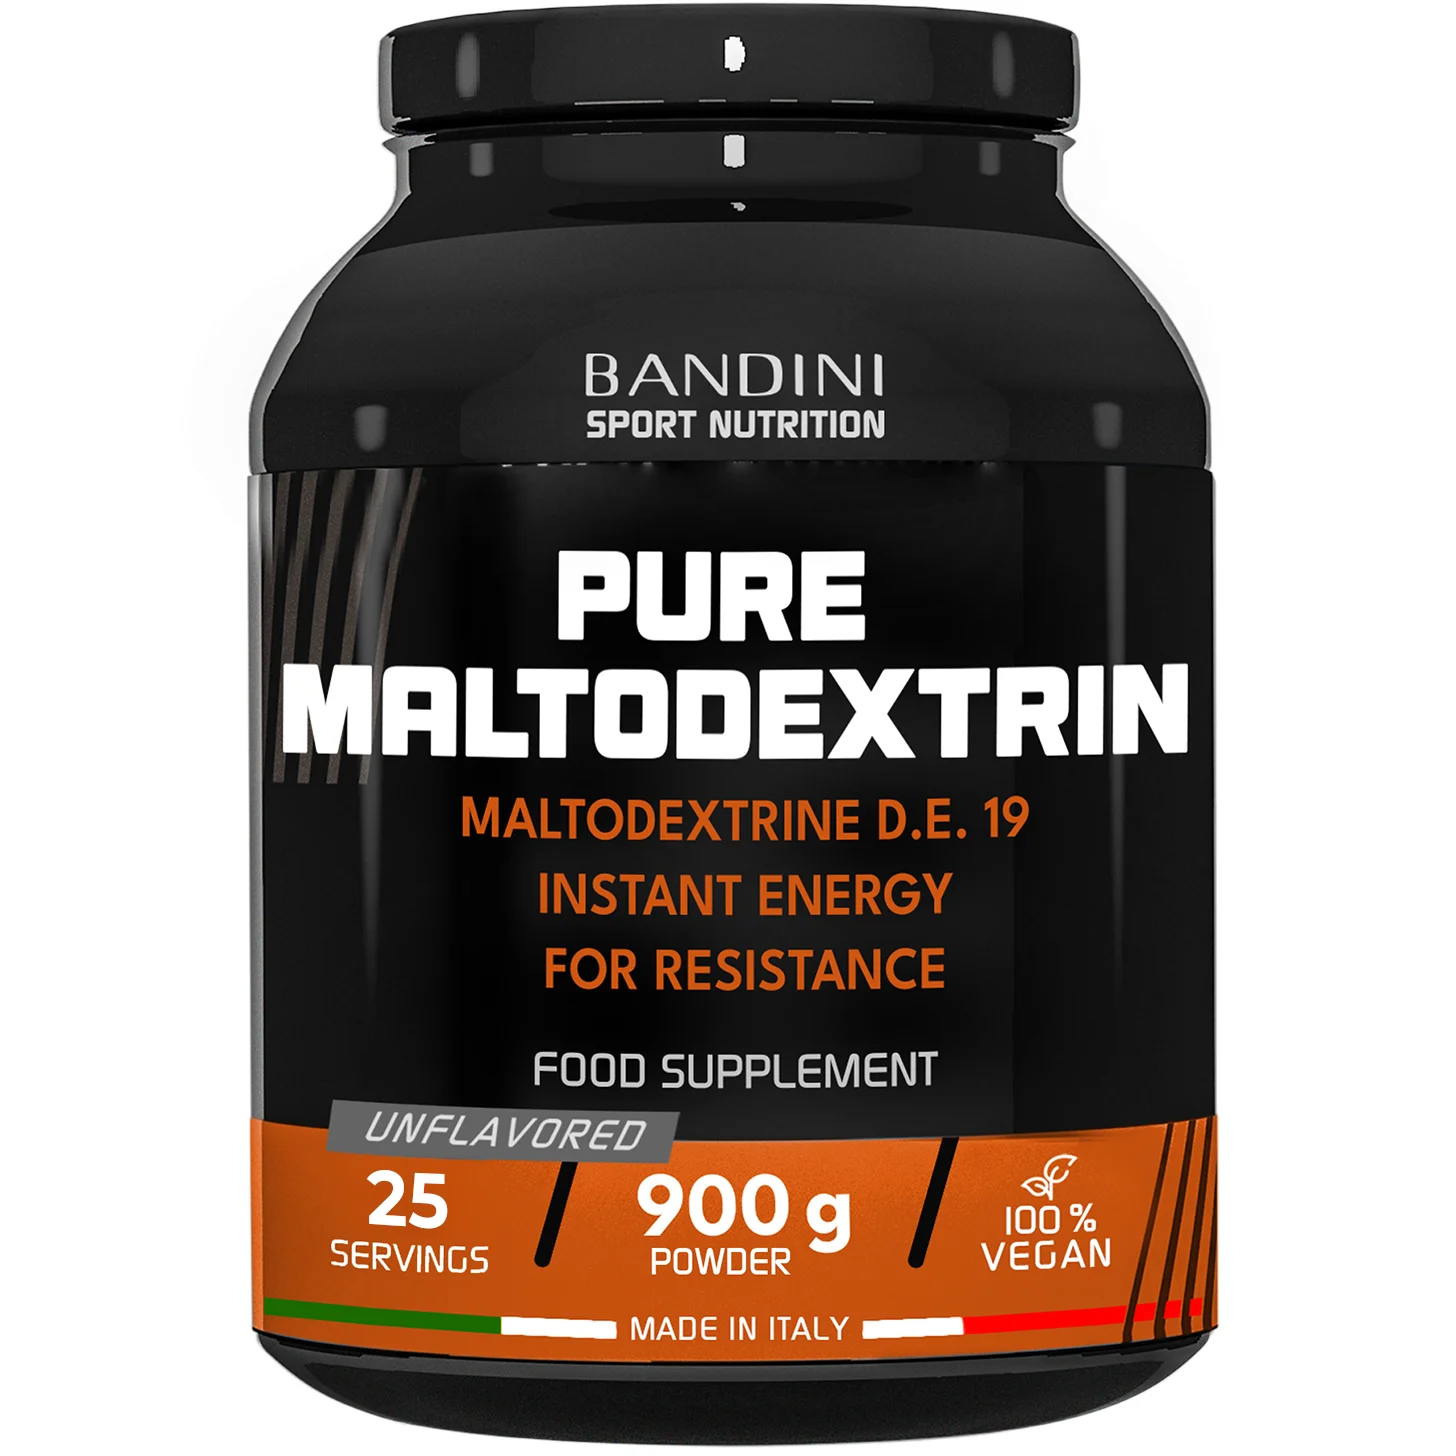 BANDINI
SPORT NUTRITION
PURE
MALTODEXTRIN
MALTODEXTRINE D.E. 19
INSTANT ENERGY
FOR RESISTANCE
FOOD SUPPLEMENT
UNFLAVORED
25
SERVINGS
900 g
POWDER
100 %
VEGAN
MADE IN ITALY